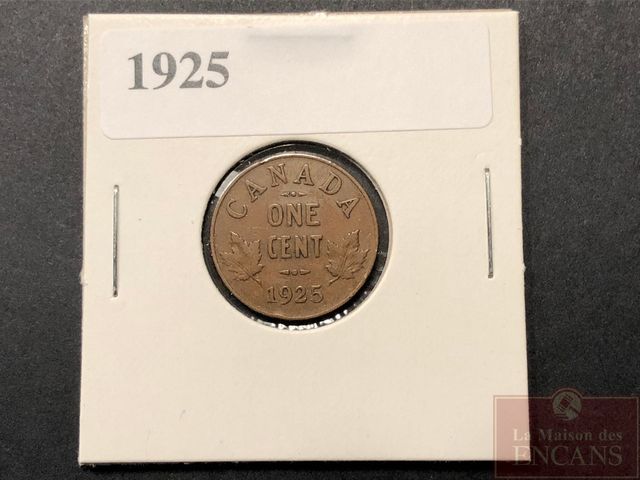 1925
CANADA
ONE
CENT
1925
La Maison des
ENCANS